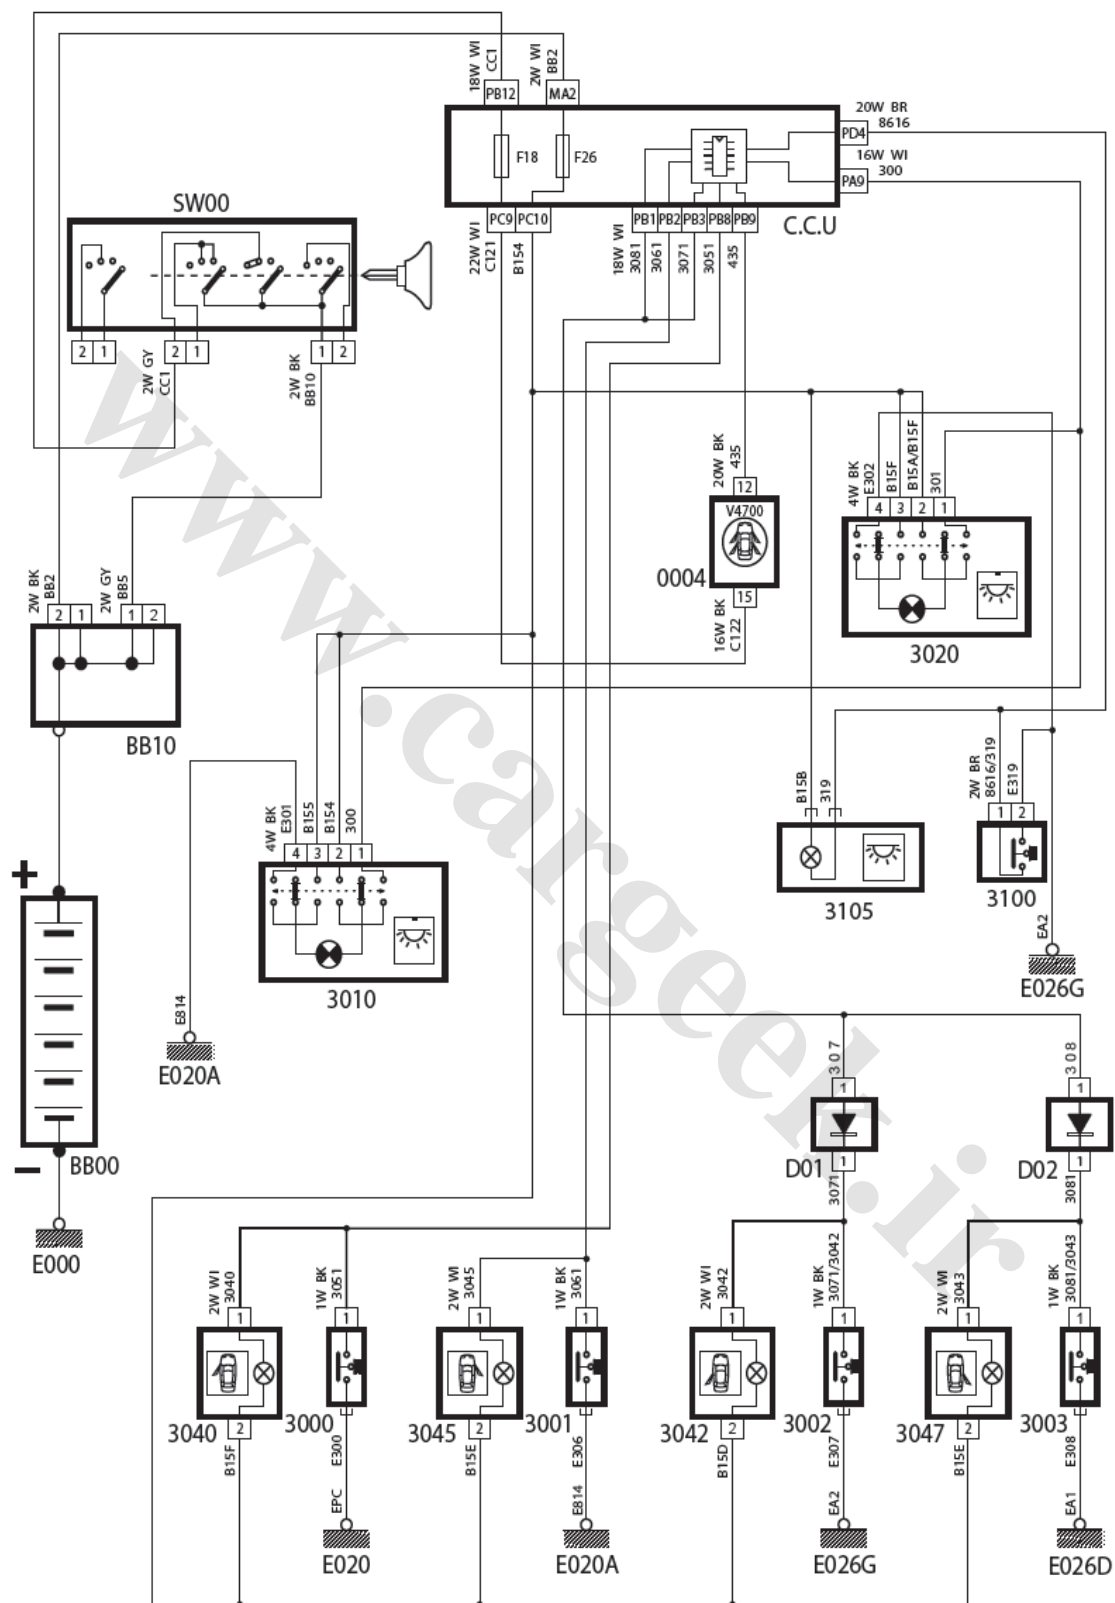 18W WI
CC1
2W WI
BB2
PB12
MA2
20W BR
8616
PD4
F18
F26
16W WI
300
PA9
SW00
PC9
PC10
PB1
PB2
PB3
PB8
PB9
C.C.U
22W WI
C121
B154
18W WI
3081
3061
3071
3051
435
2
1
2
1
1
2
2W GY
CC1
2W BK
BB10
20W BK
435
12
V4700
0004
15
16W BK
C122
4W BK
E302
B15F
B15A/B15F
301
4
3
2
1
3020
2W BK
BB2
2W GY
BB5
2
1
1
2
BB10
4W BK
E301
B155
B154
300
4
3
2
1
3010
B15B
319
3105
2W BR
8616/319
E319
1
2
3100
EA2
E026G
E814
E020A
+
−
BB00
E000
307
1
D01
1
3071
308
1
D02
1
3081
2W WI
3040
1
3040
2
B15F
1W BK
3051
1
3000
E300
EPC
E020
2W WI
3045
1
3045
2
B15E
1W BK
3061
1
3001
E306
E814
E020A
2W WI
3042
1
3042
2
B15D
1W BK
3071/3042
1
3002
E307
EA2
E026G
2W WI
3043
1
3047
2
B15E
1W BK
3081/3043
1
3003
E308
EA1
E026D
www.cargeek.ir